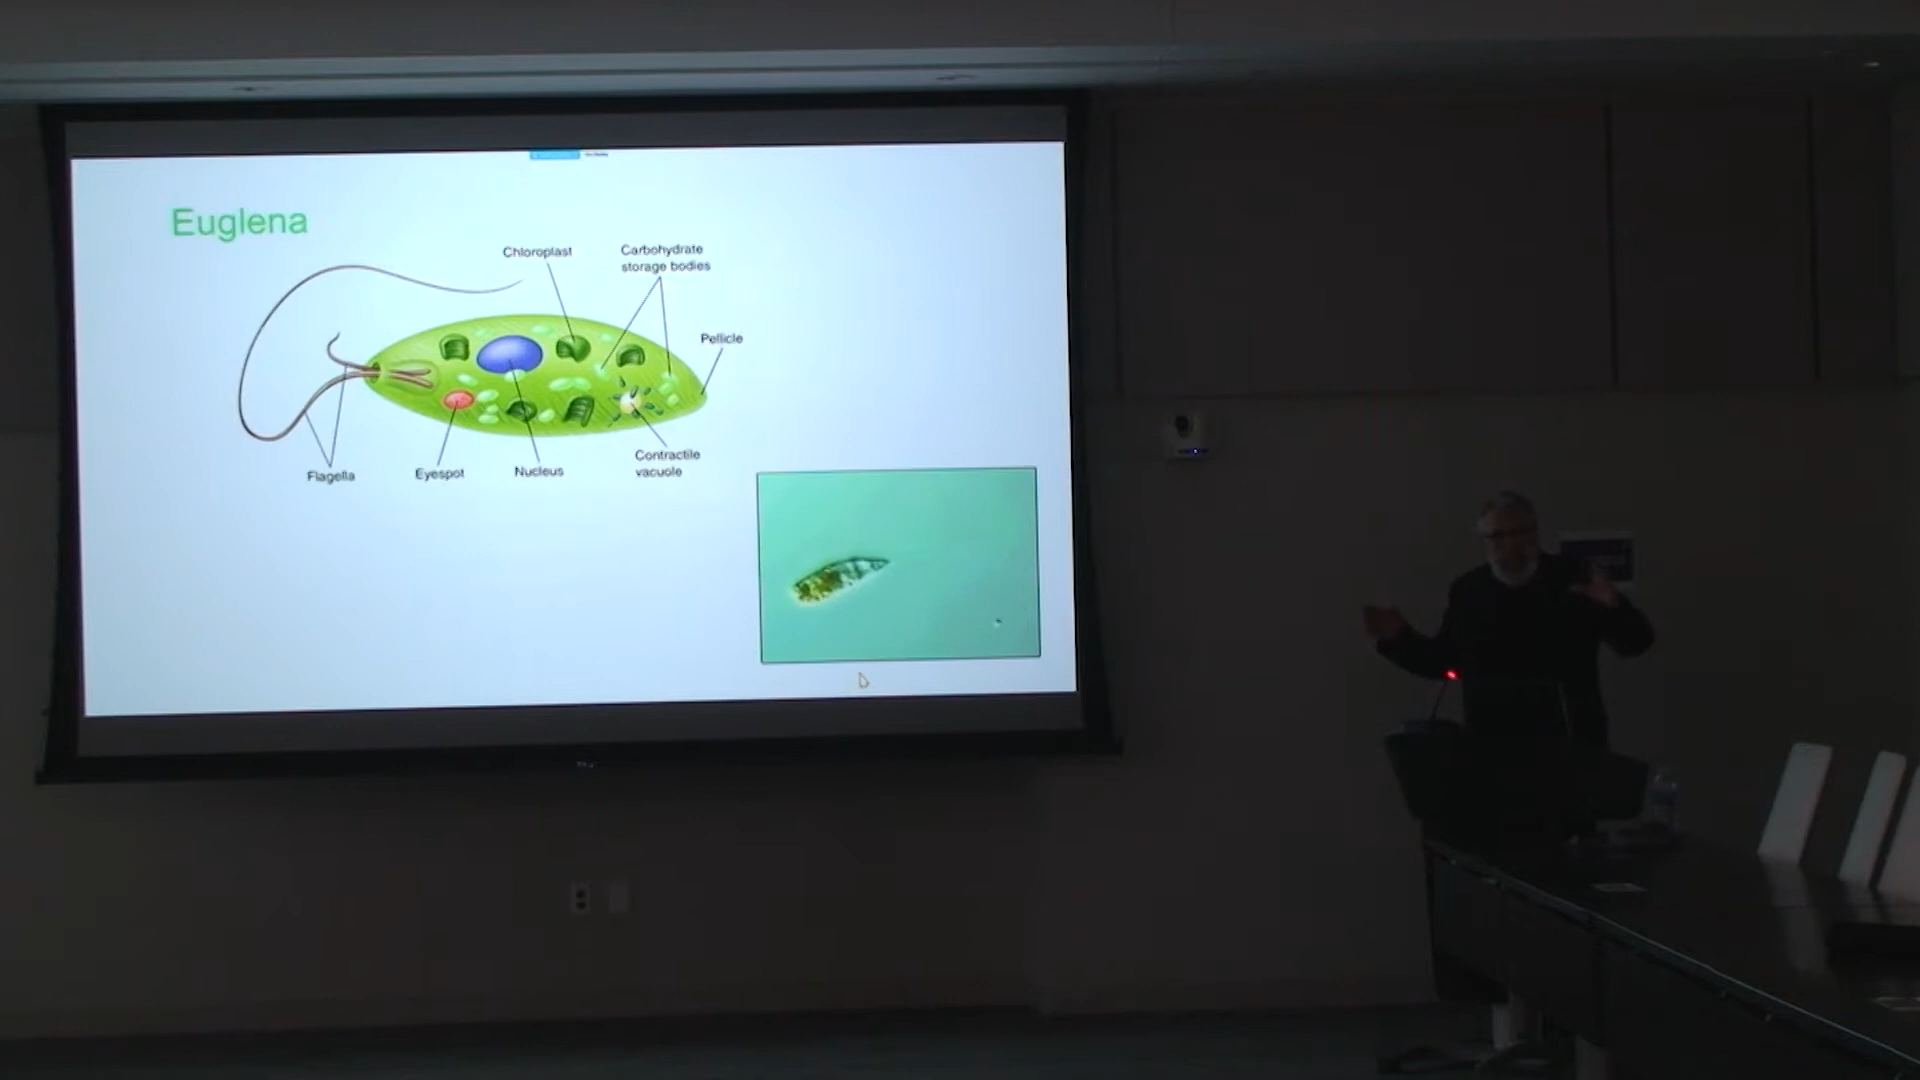 Euglena
Chloroplast
Carbohydrate
storage bodies
Pellicle
Flagella
Eyespot
Nucleus
Contractile
vacuole